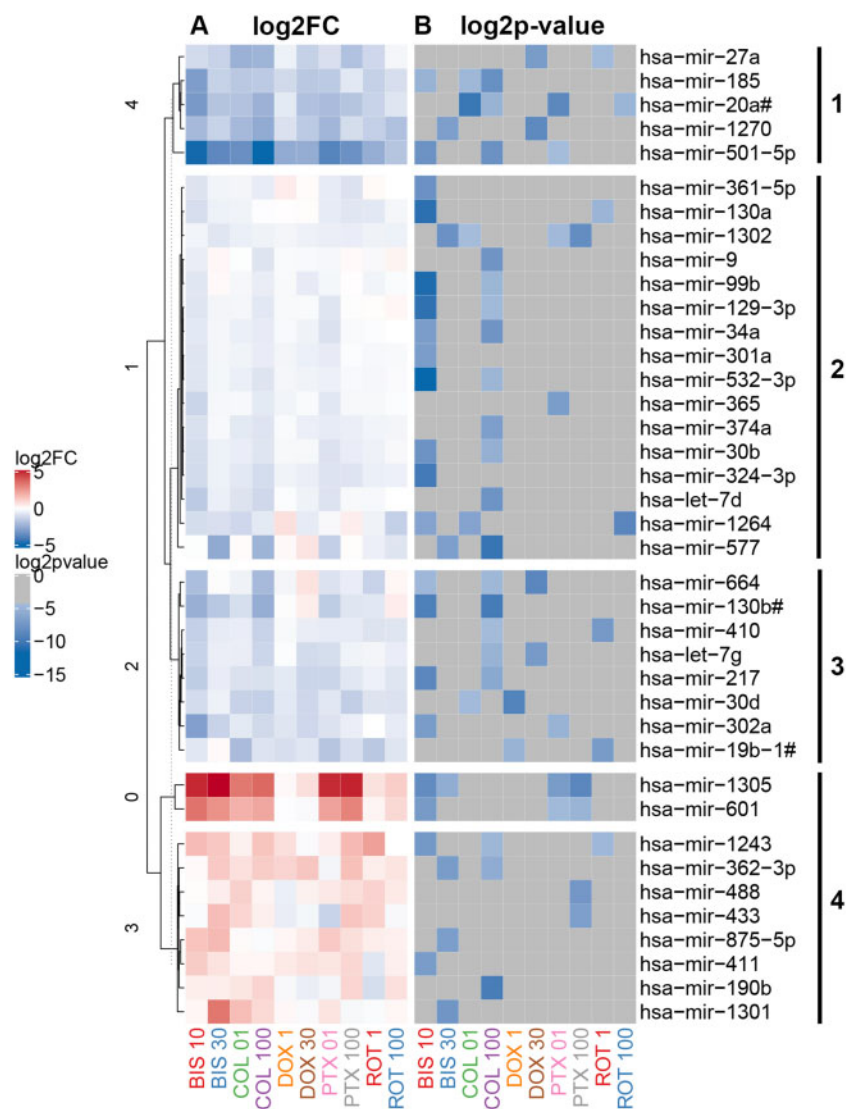 A log2FC B log2p-value
4
1
2
0
3
hsa-mir-27a
hsa-mir-185
hsa-mir-20a#
hsa-mir-1270
hsa-mir-501-5p
hsa-mir-361-5p
hsa-mir-130a
hsa-mir-1302
hsa-mir-9
hsa-mir-99b
hsa-mir-129-3p
hsa-mir-34a
hsa-mir-301a
hsa-mir-532-3p
hsa-mir-365
hsa-mir-374a
hsa-mir-30b
hsa-mir-324-3p
hsa-let-7d
hsa-mir-1264
hsa-mir-577
hsa-mir-664
hsa-mir-130b#
hsa-mir-410
hsa-let-7g
hsa-mir-217
hsa-mir-30d
hsa-mir-302a
hsa-mir-19b-1#
hsa-mir-1305
hsa-mir-601
hsa-mir-1243
hsa-mir-362-3p
hsa-mir-488
hsa-mir-433
hsa-mir-875-5p
hsa-mir-411
hsa-mir-190b
hsa-mir-1301
1
2
3
4
log2FC
5
0
-5
log2pvalue
0
-5
-10
-15
BIS 10
BIS 30
COL 01
COL 100
DOX 1
DOX 30
PTX 01
PTX 100
ROT 1
ROT 100
BIS 10
BIS 30
COL 01
COL 100
DOX 1
DOX 30
PTX 01
PTX 100
ROT 1
ROT 100